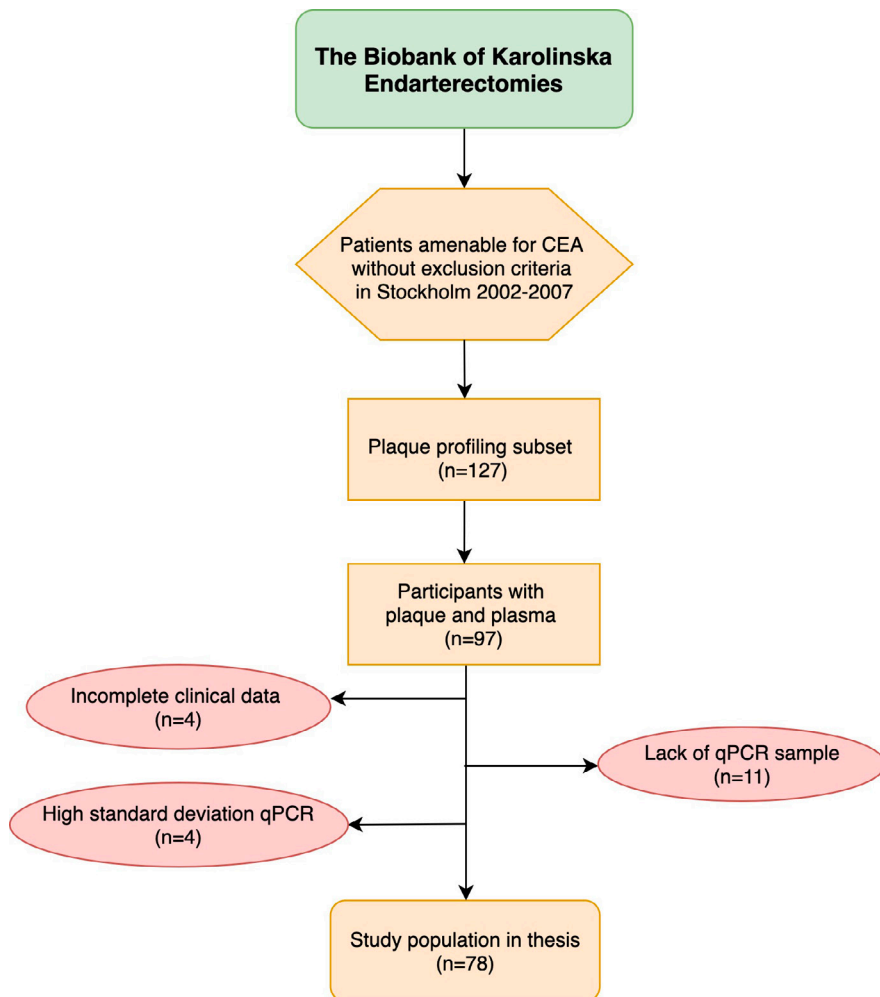 The Biobank of Karolinska
Endarterectomies
Patients amenable for CEA
without exclusion criteria
in Stockholm 2002-2007
Plaque profiling subset
(n=127)
Participants with
plaque and plasma
(n=97)
Incomplete clinical data
(n=4)
Lack of qPCR sample
(n=11)
High standard deviation qPCR
(n=4)
Study population in thesis
(n=78)